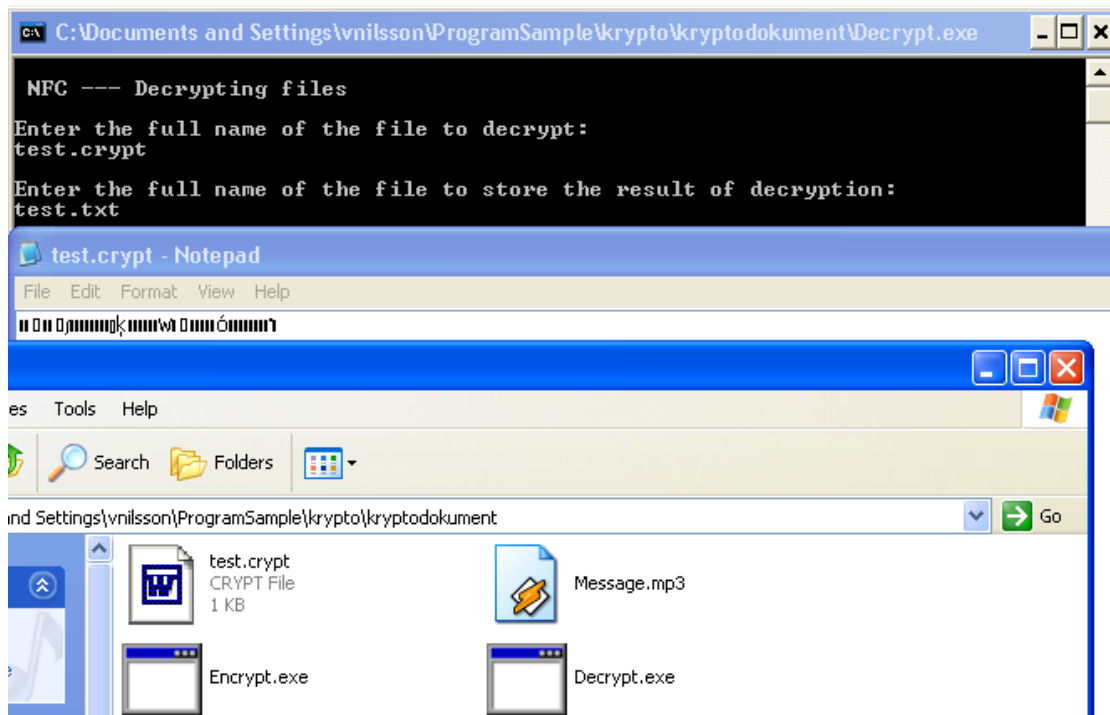 C:\Documents and Settings\vnilsson\ProgramSample\krypto\kryptodokument\Decrypt.exe
NFC --- Decrypting files
Enter the full name of the file to decrypt:
test.crypt
Enter the full name of the file to store the result of decryption:
test.txt
test.crypt - Notepad
File Edit Format View Help
es Tools Help
Search Folders
and Settings\vnilsson\ProgramSample\krypto\kryptodokument Go
test.crypt
CRYPT File
1 KB
Message.mp3
Encrypt.exe
Decrypt.exe